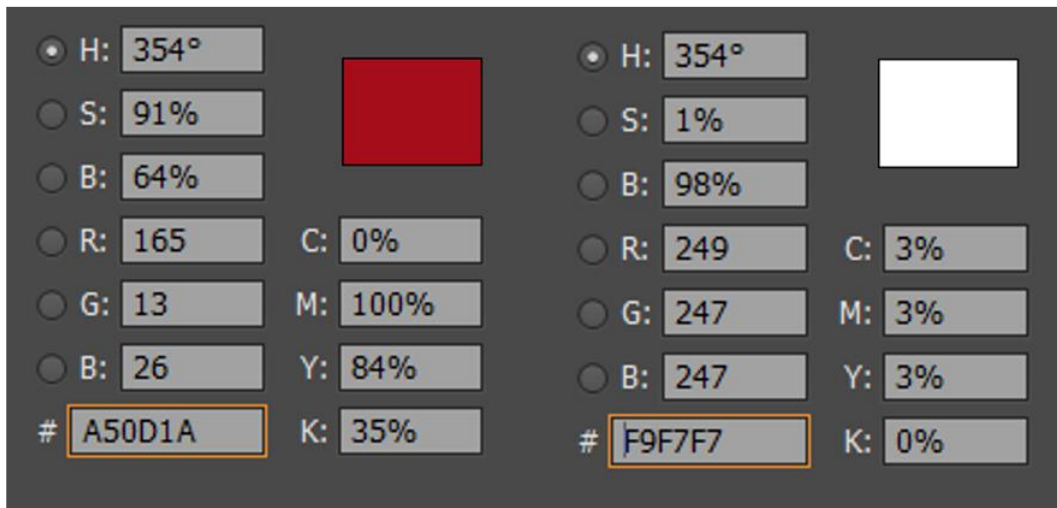 H: 354°
S: 91%
B: 64%
R: 165 C: 0%
G: 13 M: 100%
B: 26 Y: 84%
# A50D1A K: 35%
H: 354°
S: 1%
B: 98%
R: 249 C: 3%
G: 247 M: 3%
B: 247 Y: 3%
# F9F7F7 K: 0%